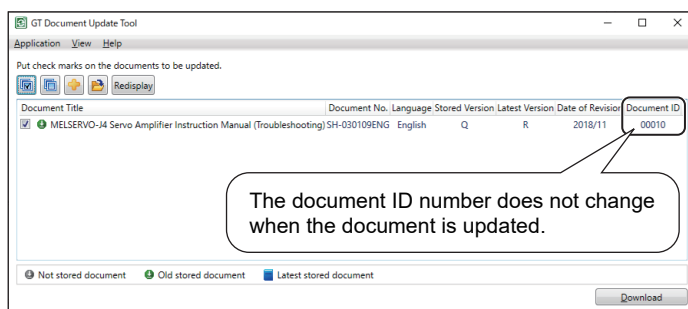 GT Document Update Tool
Application View Help
Put check marks on the documents to be updated.
Redisplay
Document Title Document No. Language Stored Version Latest Version Date of Revision Document ID
MELSERVO-J4 Servo Amplifier Instruction Manual (Troubleshooting) SH-030109ENG English Q R 2018/11 00010
The document ID number does not change
when the document is updated.
Not stored document Old stored document Latest stored document
Download